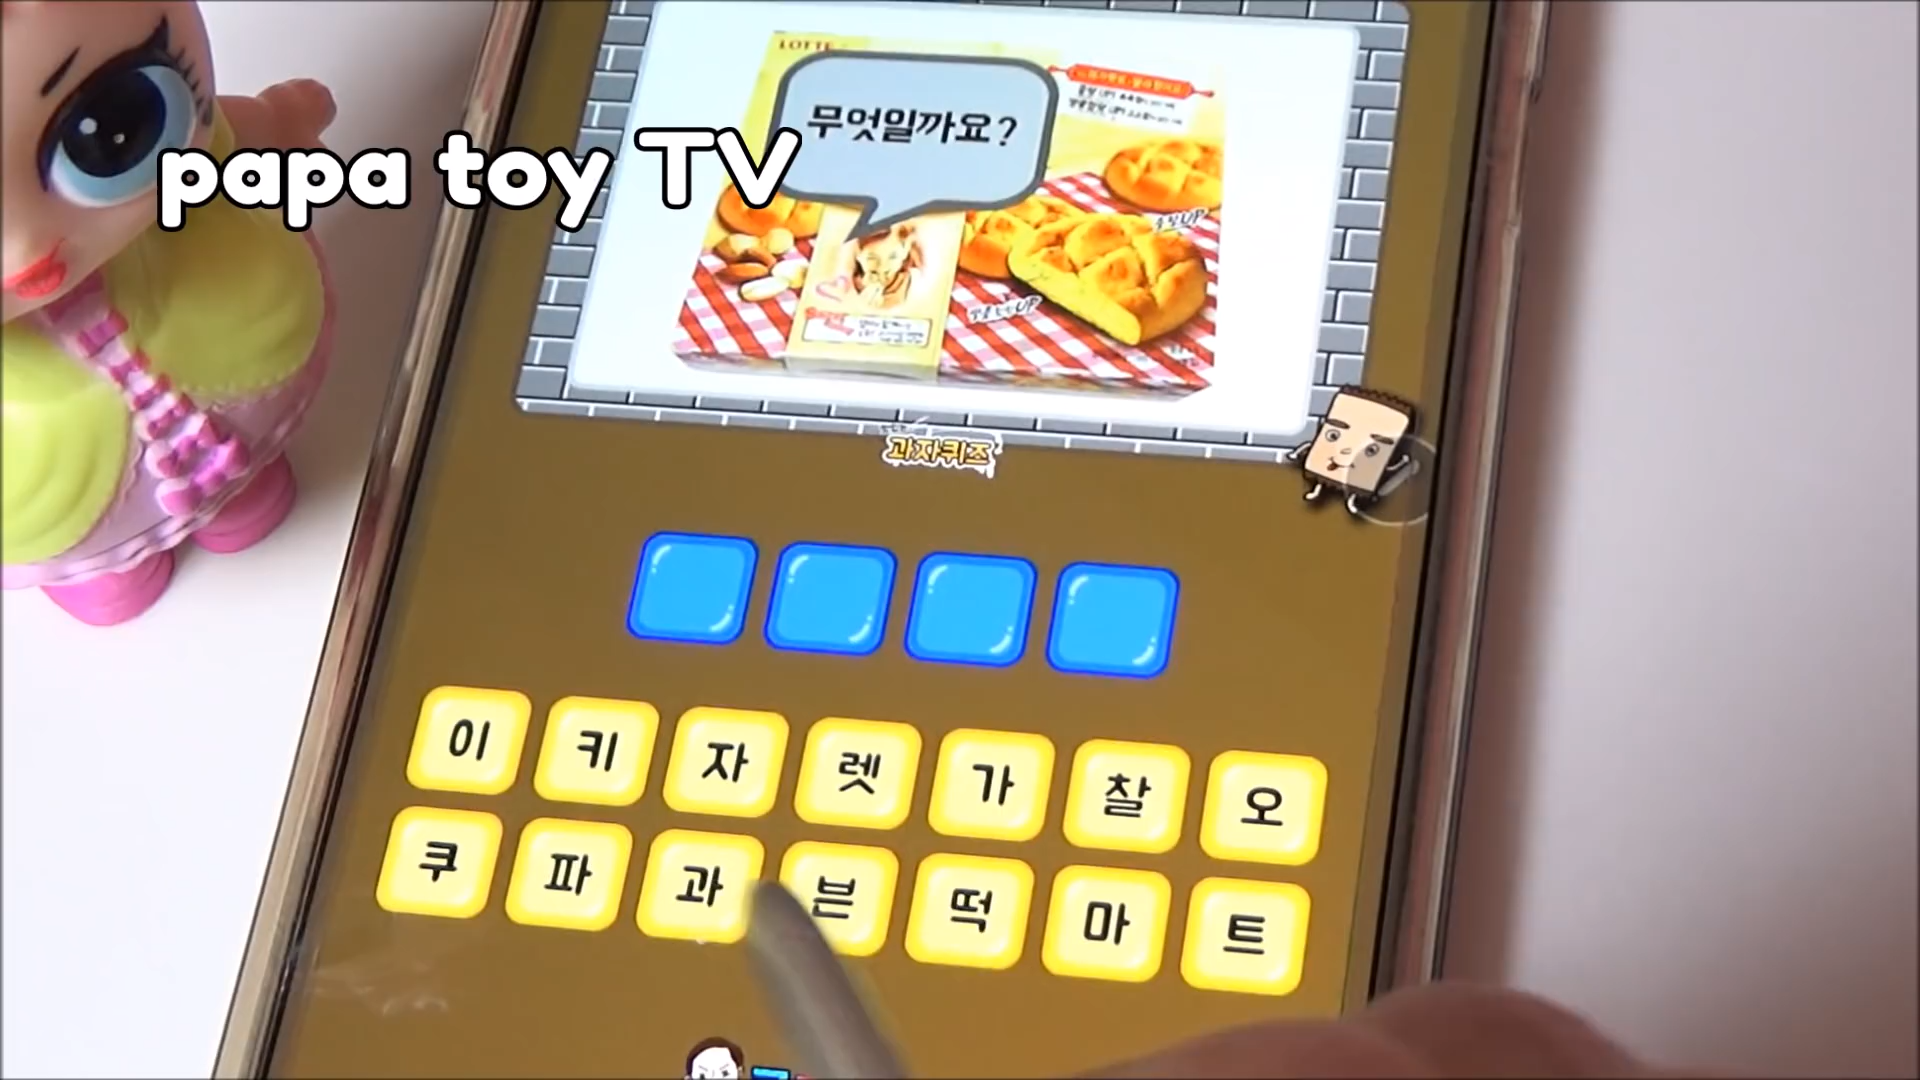 LOTTE
무엇일까요?
papa toy TV
과자퀴즈
이 키 자 렛 가 찰 오
쿠 파 과 븐 떡 마 트